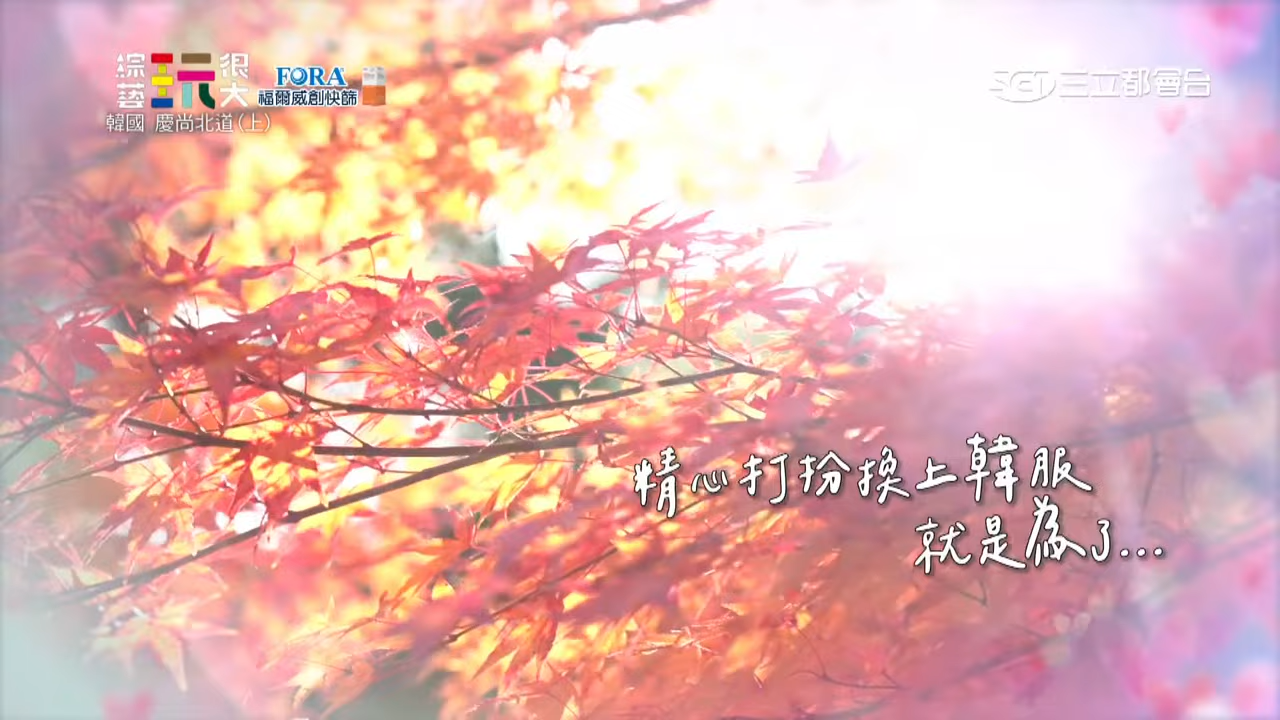 綜藝玩很大
FORA
福爾威創快篩
韓國 慶尚北道(上)
SET三立都會台
精心打扮換上韓服
就是為了...